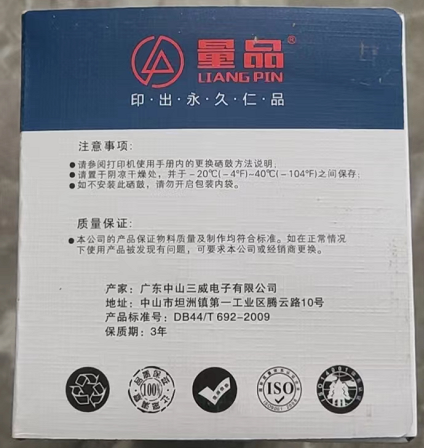 量品®
LIANG PIN
印·出·永·久·仁·品
注意事项:
●请参阅打印机使用手册内的更换硒鼓方法说明;
●请置于阴凉干燥处,并于 -20℃(-4℉)~40℃(-104℉)之间保存;
●如不安装此硒鼓,请勿开启包装内袋。
质量保证:
●本公司的产品保证物料质量及制作均符合标准。如在正常情况
下使用产品被发现有问题,可要求本公司或经销商更换。
产家:广东中山三威电子有限公司
地址:中山市坦洲镇第一工业区腾云路10号
产品标准号:DB44/T 692-2009
保质期:3年
100%
ISO